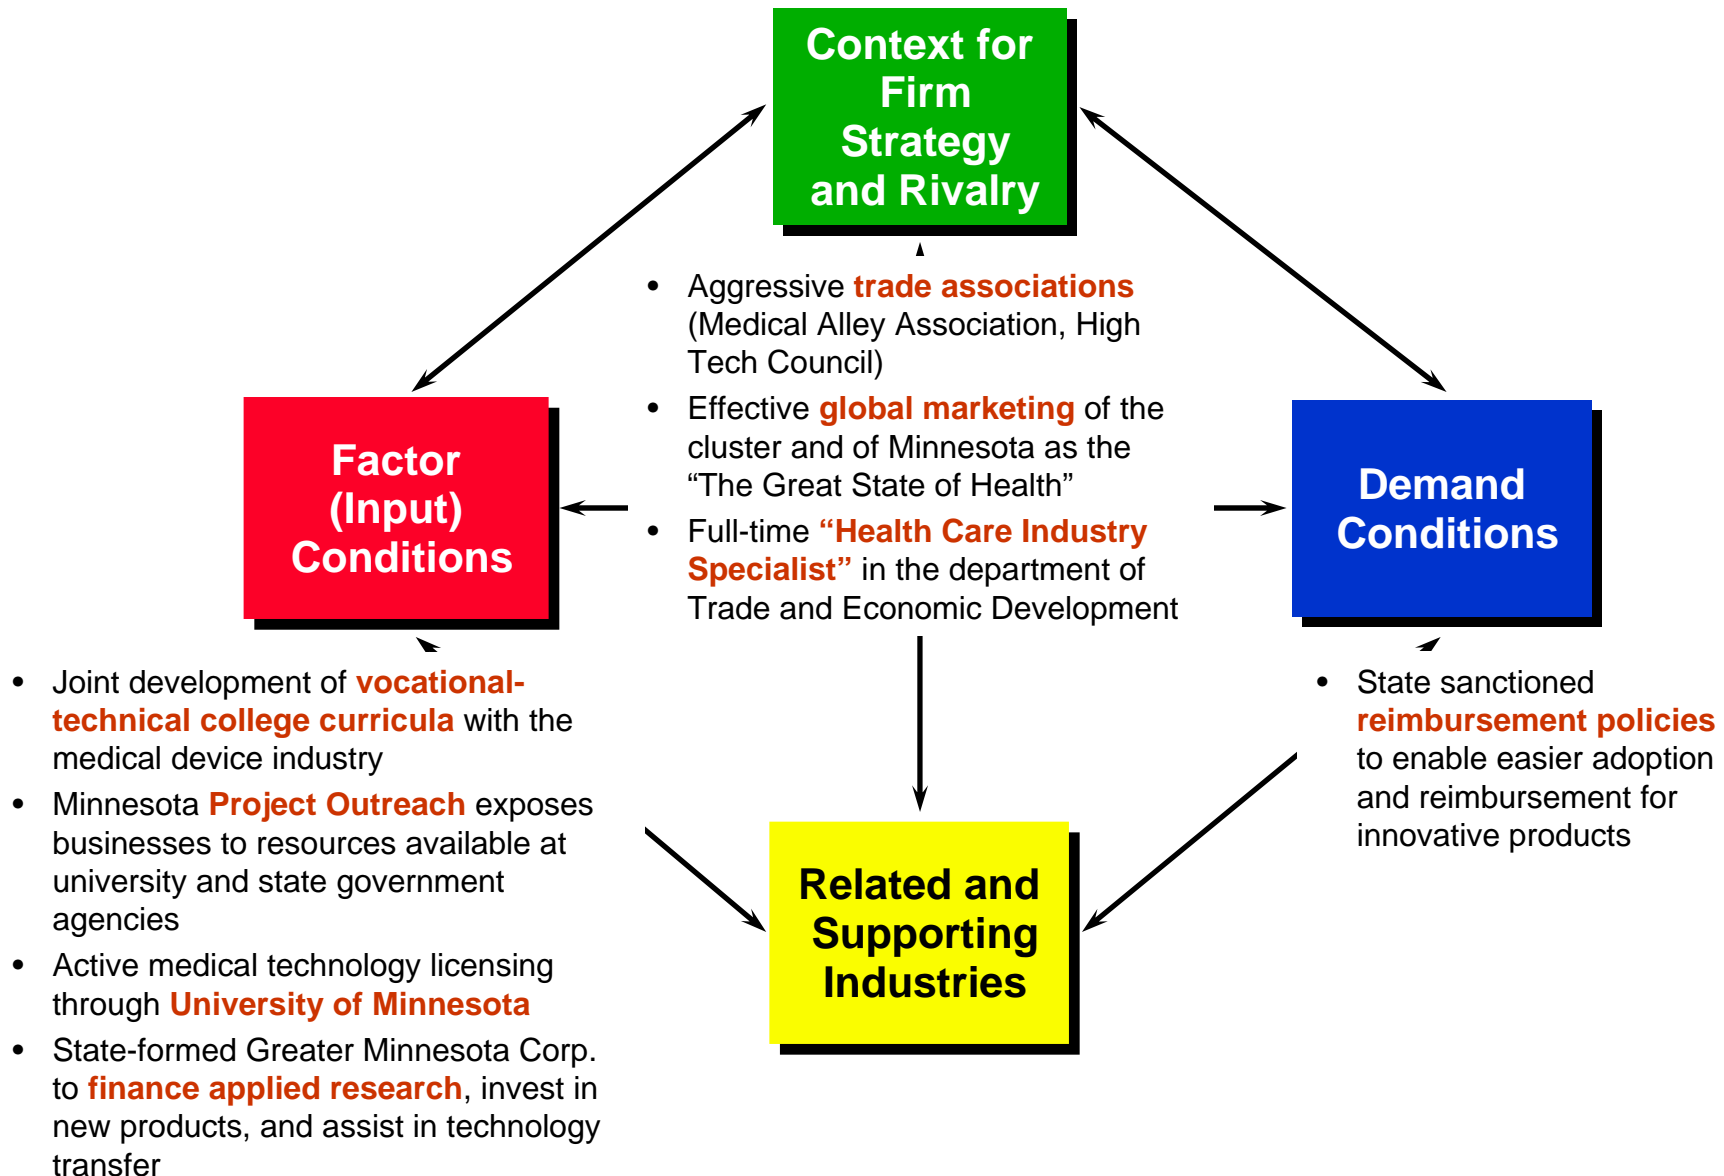 Context for
Firm
Strategy
and Rivalry
• Aggressive trade associations
(Medical Alley Association, High
Tech Council)
• Effective global marketing of the
cluster and of Minnesota as the
“The Great State of Health”
• Full-time “Health Care Industry
Specialist” in the department of
Trade and Economic Development
Factor
(Input)
Conditions
Demand
Conditions
• Joint development of vocational-
technical college curricula with the
medical device industry
• Minnesota Project Outreach exposes
businesses to resources available at
university and state government
agencies
• Active medical technology licensing
through University of Minnesota
• State-formed Greater Minnesota Corp.
to finance applied research, invest in
new products, and assist in technology
transfer
• State sanctioned
reimbursement policies
to enable easier adoption
and reimbursement for
innovative products
Related and
Supporting
Industries